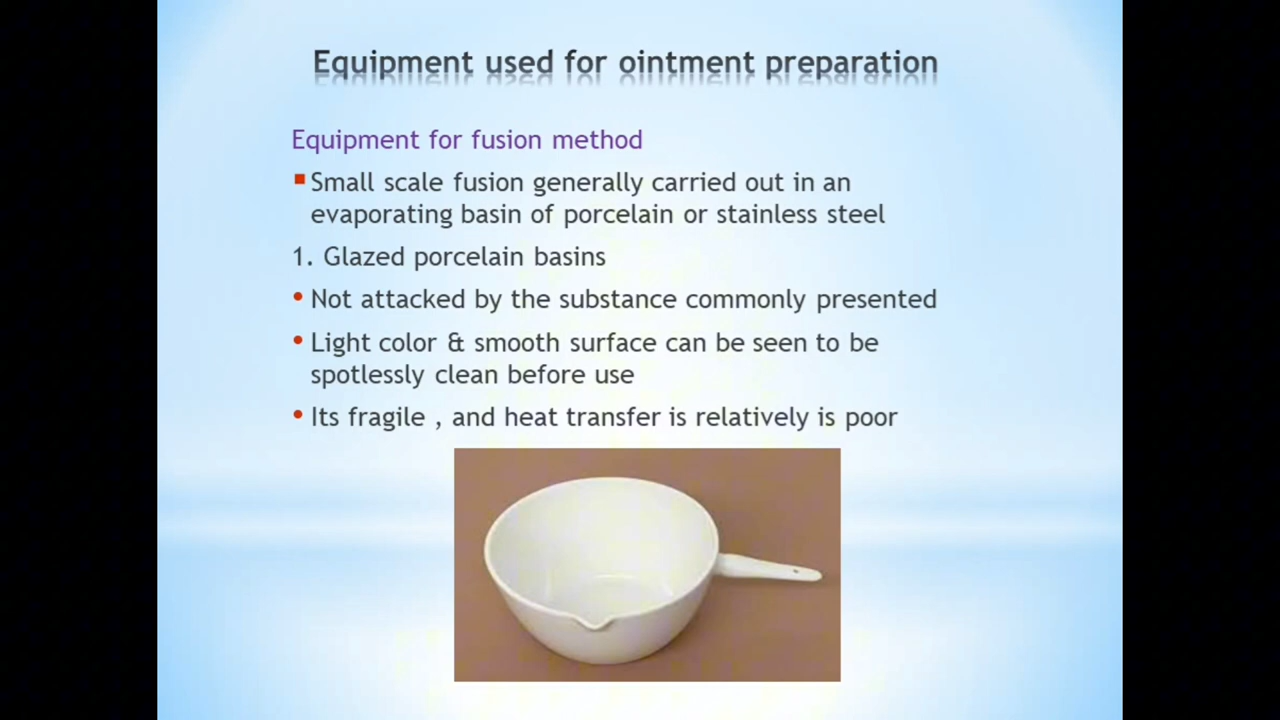 Equipment used for ointment preparation
Equipment for fusion method
▪ Small scale fusion generally carried out in an
evaporating basin of porcelain or stainless steel
1. Glazed porcelain basins
• Not attacked by the substance commonly presented
• Light color & smooth surface can be seen to be
spotlessly clean before use
• Its fragile , and heat transfer is relatively is poor